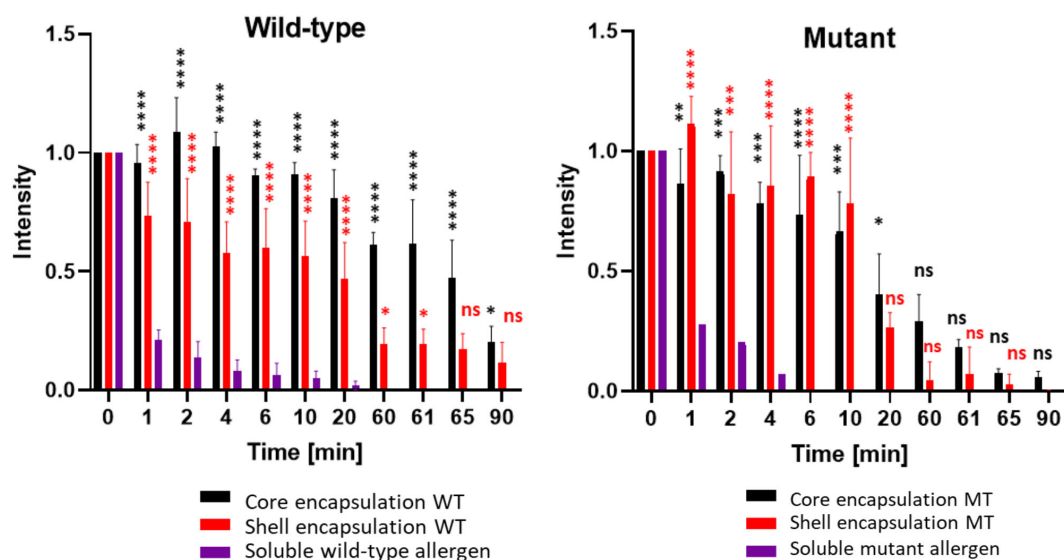 Wild-type
1.5
1.0
0.5
0.0
Intensity
**** **** **** **** **** **** **** **** **** *
**** **** **** **** **** **** * * ns ns
0 1 2 4 6 10 20 60 61 65 90
Time [min]
Core encapsulation WT
Shell encapsulation WT
Soluble wild-type allergen
Mutant
1.5
1.0
0.5
0.0
Intensity
** *** *** **** *** * ns ns ns ns
**** *** **** **** **** ns ns ns ns
0 1 2 4 6 10 20 60 61 65 90
Time [min]
Core encapsulation MT
Shell encapsulation MT
Soluble mutant allergen